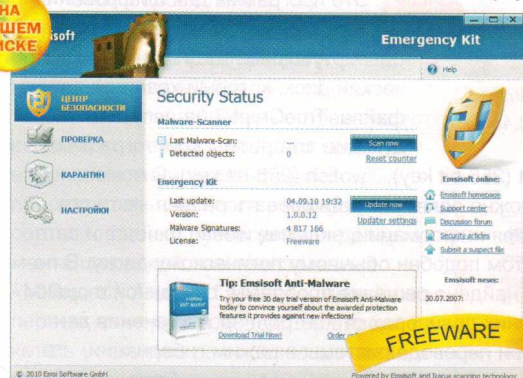 НА
ШЕМ
ИСКЕ
isoft
Emergency Kit
Help
ЦЕНТР
БЕЗОПАСНОСТИ
ПРОВЕРКА
КАРАНТИН
НАСТРОЙКИ
Security Status
Malware-Scanner
Last Malware-Scan: ...
Scan now
Detected objects: 0
Reset counter
Emergency Kit
Last update: 04.09.10 19:32
Update now
Version: 1.0.0.12
Updater settings
Malware Signatures: 4 817 166
License: Freeware
Emsisoft online:
Emsisoft homepage
Support center
Discussion forum
Security articles
Submit a suspect file
Emsisoft news:
30.07.2007:
Tip: Emsisoft Anti-Malware
Try your free 30 day trial version of Emsisoft Anti-Malware
today to convince yourself about the awarded protection
features it provides against new infections!
Download Trial Now!
Order
FREEWARE
© 2010 Emsi Software GmbH
Powered by Emsisoft and Ikarus scanning technology